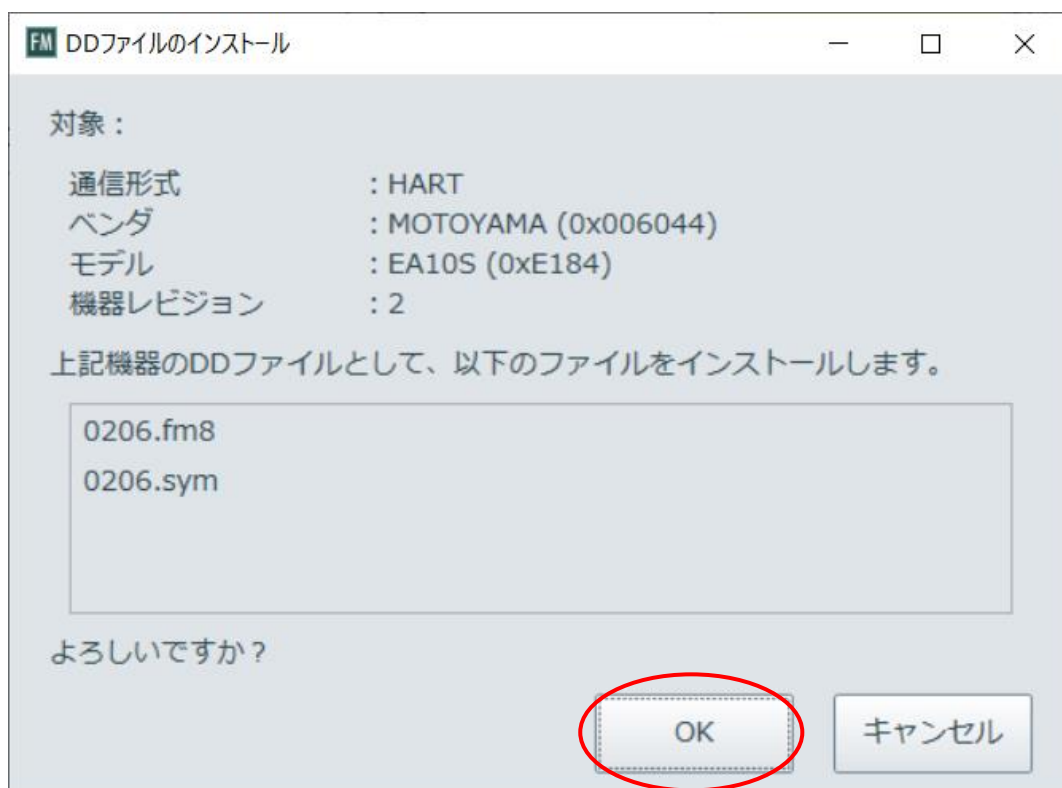 FM DDファイルのインストール
対象：
通信形式 : HART
ベンダ : MOTOYAMA (0x006044)
モデル : EA10S (0xE184)
機器レビジョン : 2
上記機器のDDファイルとして、以下のファイルをインストールします。
0206.fm8
0206.sym
よろしいですか？
OK キャンセル